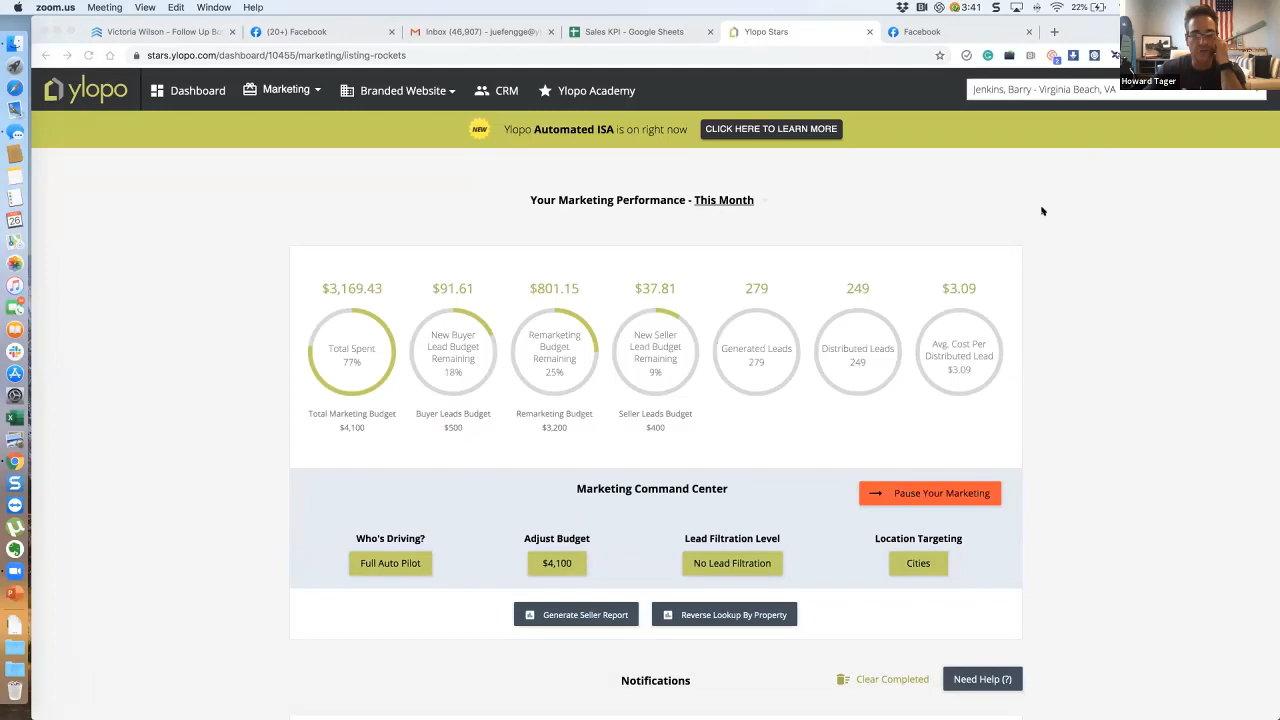 zoom.us Meeting View Edit Window Help 3:41 22%
Victoria Wilson - Follow Up Bo
(20+) Facebook
Inbox (46,907) - juefengge@
Sales KPI - Google Sheets
Ylopo Stars
Facebook
stars.ylopo.com/dashboard/10455/marketing/listing-rockets
Howard Tager
ylopo
Dashboard
Marketing
Branded Website
CRM
Ylopo Academy
Jenkins, Barry - Virginia Beach, VA
NEW Ylopo Automated ISA is on right now CLICK HERE TO LEARN MORE
Your Marketing Performance - This Month
$3,169.43 $91.61 $801.15 $37.81 279 249 $3.09
Total Spent
77%
New Buyer
Lead Budget
Remaining
18%
Remarketing
Budget
Remaining
25%
New Seller
Lead Budget
Remaining
9%
Generated Leads
279
Distributed Leads
249
Avg. Cost Per
Distributed Lead
$3.09
Total Marketing Budget
$4,100
Buyer Leads Budget
$500
Remarketing Budget
$3,200
Seller Leads Budget
$400
Marketing Command Center
Pause Your Marketing
Who's Driving? Adjust Budget Lead Filtration Level Location Targeting
Full Auto Pilot $4,100 No Lead Filtration Cities
Generate Seller Report Reverse Lookup By Property
Notifications
Clear Completed
Need Help (?)
26